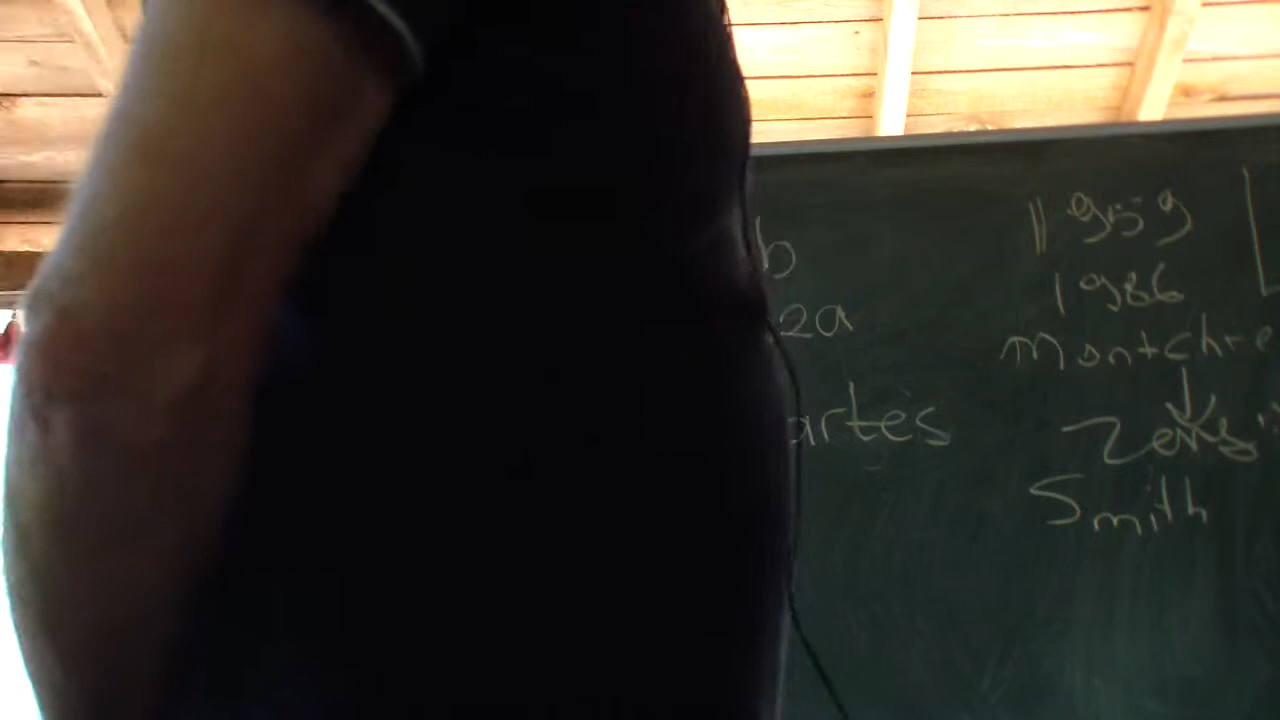 b
2a
artes
1959
1986
montchre
↓
Smith